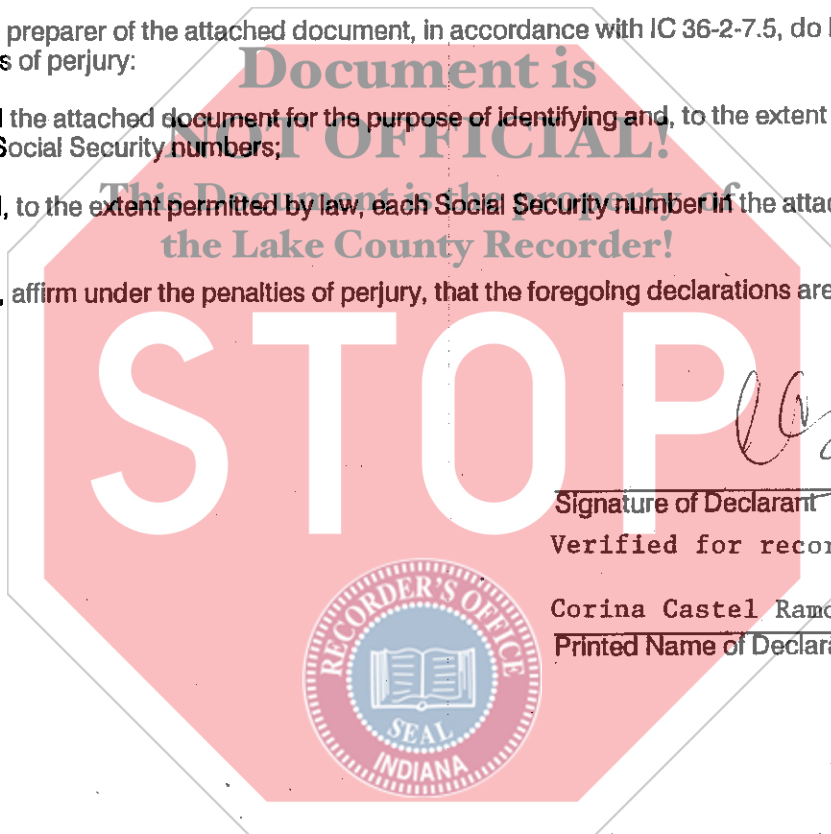 preparer of the attached document, in accordance with IC 36-2-7.5, do
s of perjury:
Document is
the attached document for the purpose of identifying and, to the extent
NOT OFFICIAL!
Social Security numbers;
This Document is the property of
, to the extent permitted by law, each Social Security number in the
the Lake County Recorder!
, affirm under the penalties of perjury, that the foregoing declarations are
STOP
Signature of Declarant
Verified for
Corina Castel
Printed Name of
RECORDER'S OFFICE
SEAL
INDIANA